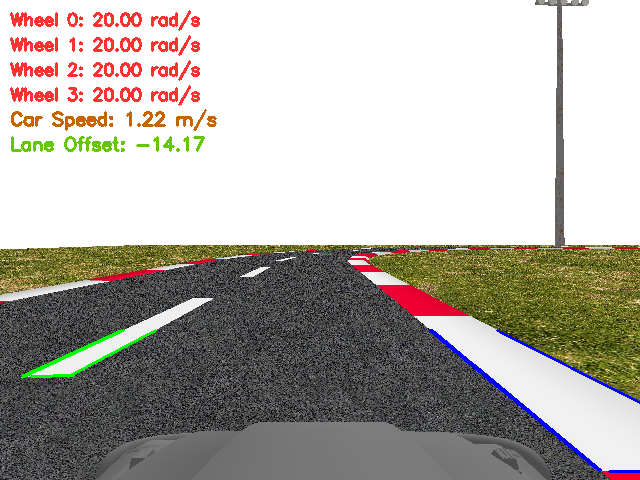 Wheel 0: 20.00 rad/s
Wheel 1: 20.00 rad/s
Wheel 2: 20.00 rad/s
Wheel 3: 20.00 rad/s
Car Speed: 1.22 m/s
Lane Offset: -14.17